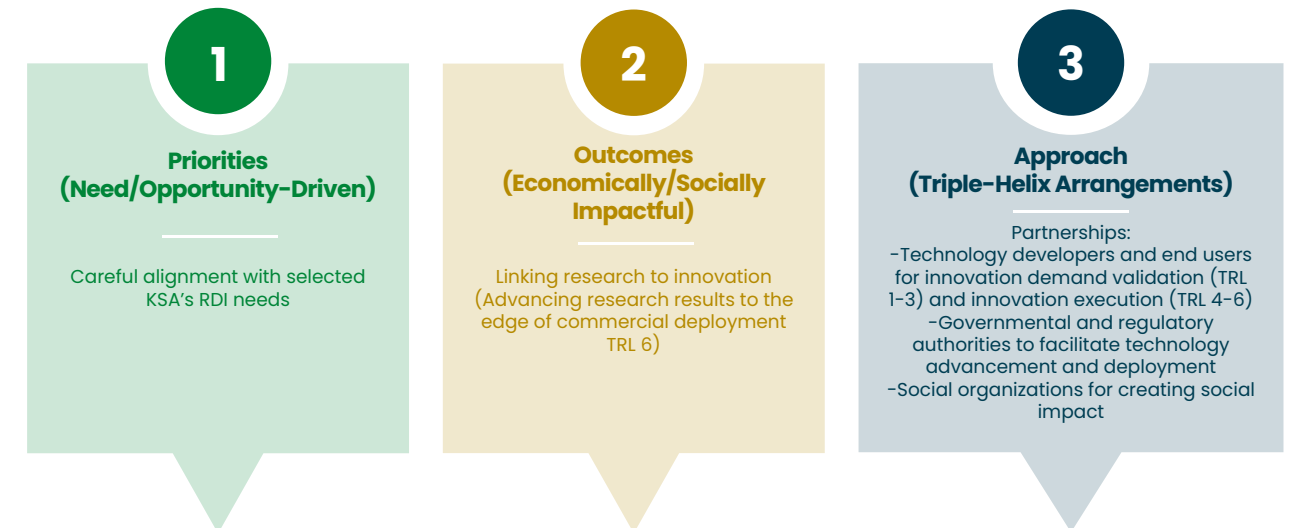 1
Priorities
(Need/Opportunity-Driven)
Careful alignment with selected
KSA's RDI needs
2
Outcomes
(Economically/Socially
Impactful)
Linking research to innovation
(Advancing research results to the
edge of commercial deployment
TRL 6)
3
Approach
(Triple-Helix Arrangements)
Partnerships:
-Technology developers and end users
for innovation demand validation (TRL
1-3) and innovation execution (TRL 4-6)
-Governmental and regulatory
authorities to facilitate technology
advancement and deployment
-Social organizations for creating social
impact